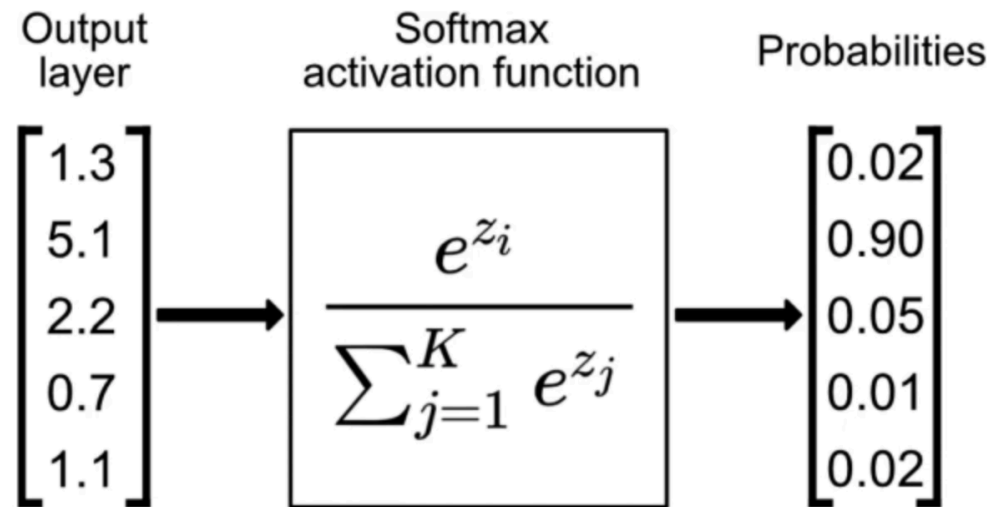 Output
layer
Softmax
activation function
Probabilities
1.3
5.1
2.2
0.7
1.1
e^{z_i}
∑_{j=1}^{K} e^{z_j}
0.02
0.90
0.05
0.01
0.02